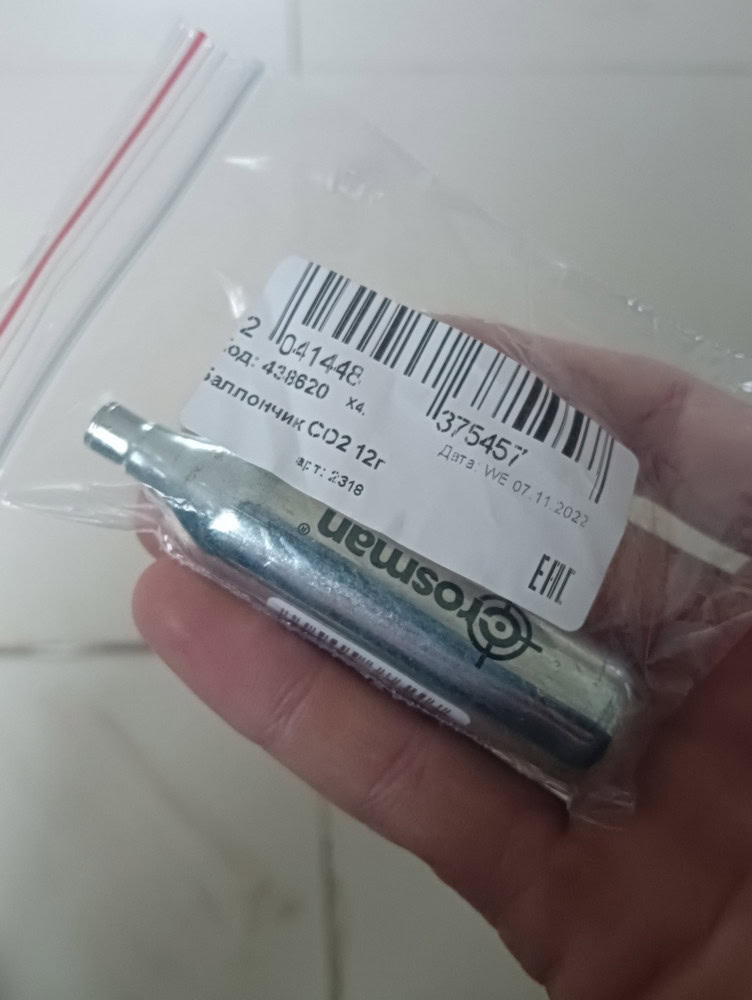 2 041448 375457
Код: 438620 X4.
Баллончик CO2 12г
Дата: WE 07.11.2022
арт: 2318
EAC
Crosman®